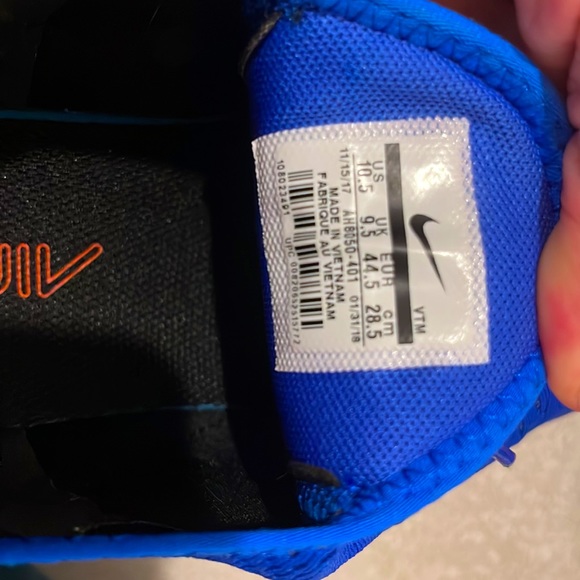 VTM
US UK EUR cm
10.5 9.5 44.5 28.5
11/15/17 AH8050-401 01/31/18
MADE IN VIETNAM
FABRIQUE AU VIETNAM
108023491